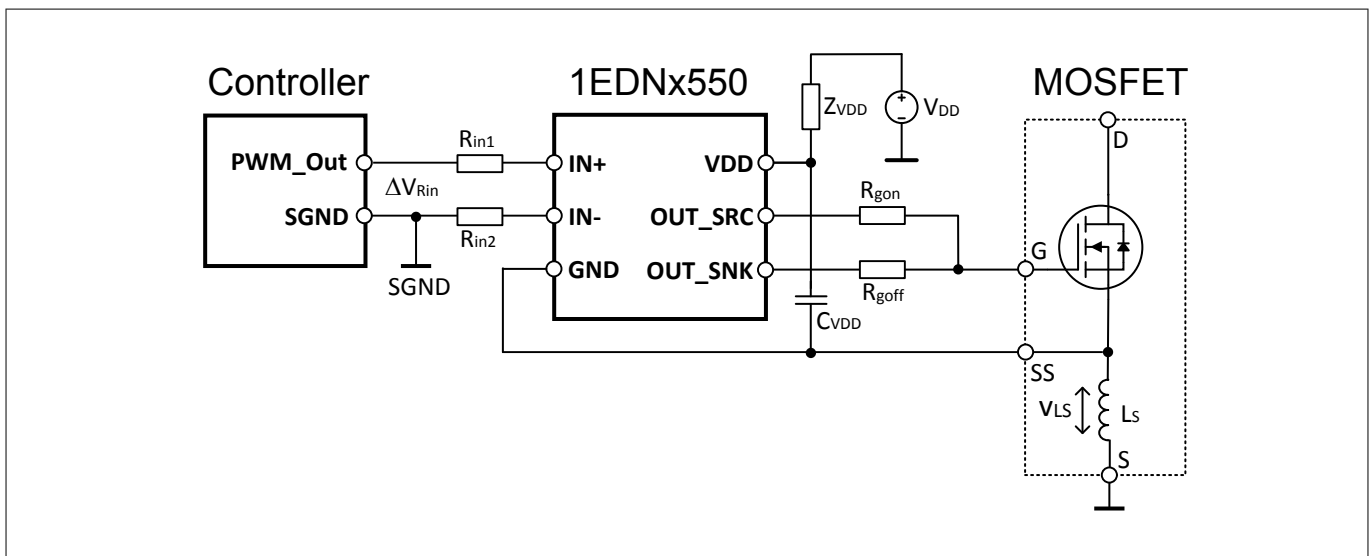 Controller
1EDNx550
MOSFET
PWM_Out
SGND
SGND
Rin1
ΔVRin
Rin2
IN+
IN-
GND
VDD
OUT_SRC
OUT_SNK
ZVDD
VDD
+
-
Rgon
Rgoff
CVDD
D
G
SS
VLS
LS
S